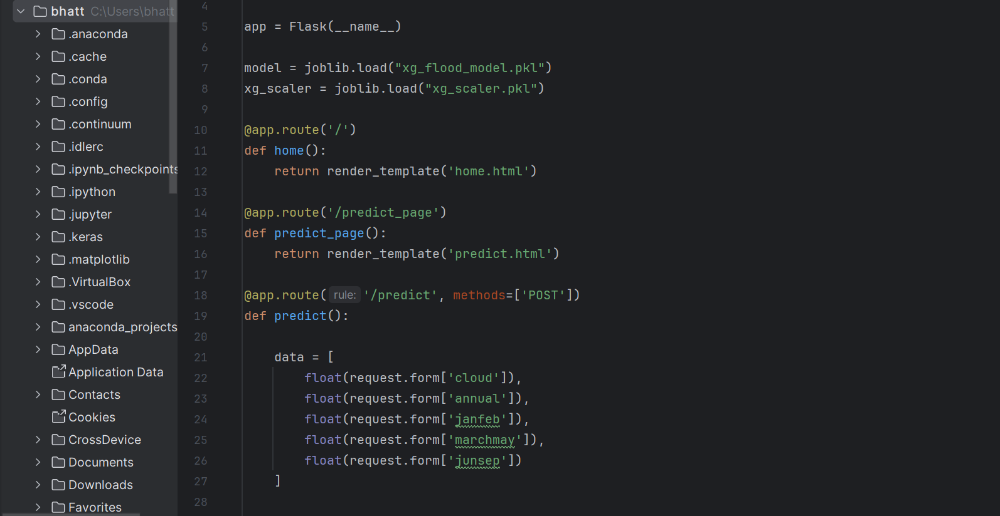 bhatt C:\Users\bhatt
.anaconda
.cache
.conda
.config
.continuum
.idlerc
.ipynb_checkpoints
.ipython
.jupyter
.keras
.matplotlib
.VirtualBox
.vscode
anaconda_projects
AppData
Application Data
Contacts
Cookies
CrossDevice
Documents
Downloads
Favorites
4
5 app = Flask(__name__)
6
7 model = joblib.load("xg_flood_model.pkl")
8 xg_scaler = joblib.load("xg_scaler.pkl")
9
10 @app.route('/')
11 def home():
12     return render_template('home.html')
13
14 @app.route('/predict_page')
15 def predict_page():
16     return render_template('predict.html')
17
18 @app.route( rule: '/predict', methods=['POST'])
19 def predict():
20
21     data = [
22         float(request.form['cloud']),
23         float(request.form['annual']),
24         float(request.form['janfeb']),
25         float(request.form['marchmay']),
26         float(request.form['junsep'])
27     ]
28